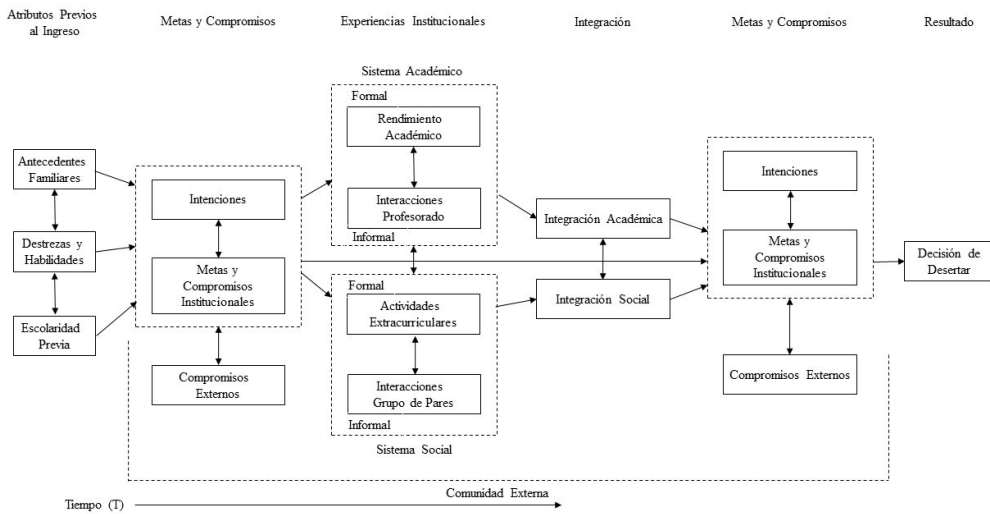 Atributos Previos
al Ingreso
Metas y Compromisos
Experiencias Institucionales
Integración
Metas y Compromisos
Resultado
Sistema Académico
Formal
Rendimiento
Académico
Interacciones
Profesorado
Informal
Antecedentes
Familiares
Destrezas y
Habilidades
Escolaridad
Previa
Intenciones
Metas y
Compromisos
Institucionales
Compromisos
Externos
Formal
Actividades
Extracurriculares
Interacciones
Grupo de Pares
Informal
Sistema Social
Integración Académica
Integración Social
Intenciones
Metas y
Compromisos
Institucionales
Compromisos Externos
Decisión de
Desertar
Comunidad Externa
Tiempo (T)